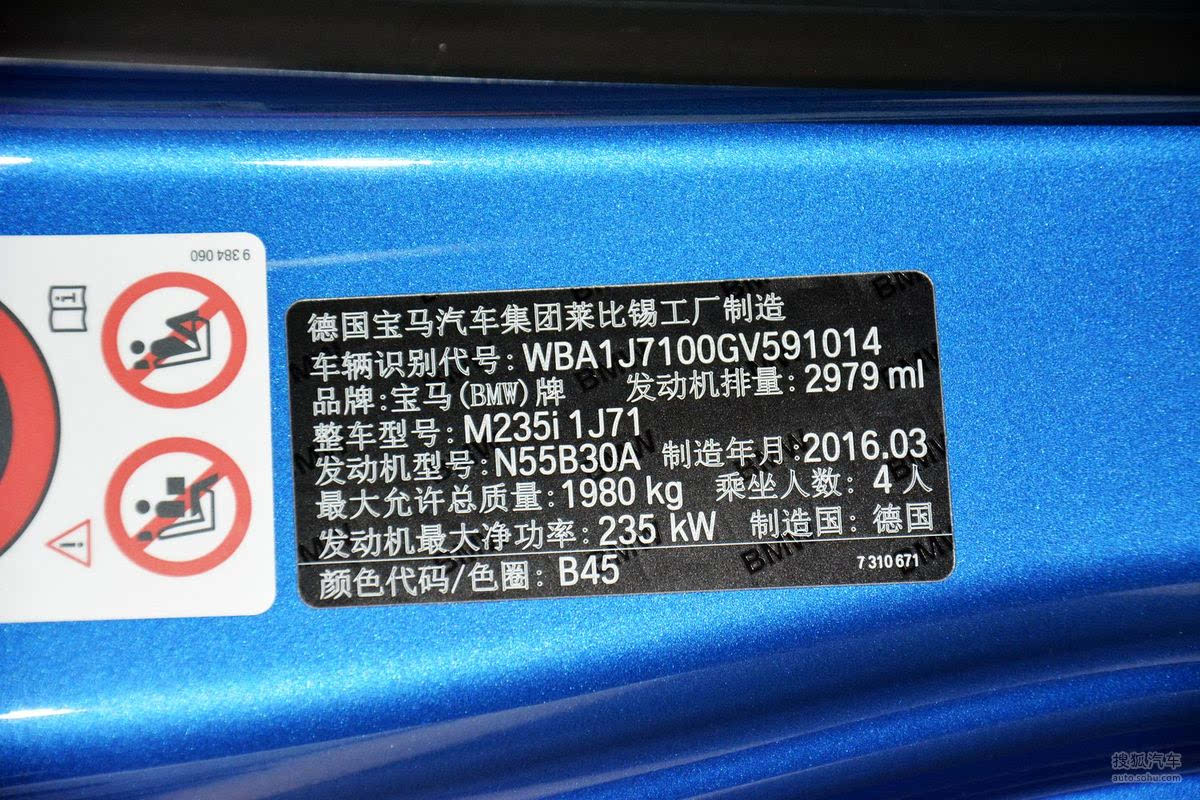 9 384 060
德国宝马汽车集团莱比锡工厂制造
车辆识别代号: WBA1J7100GV591014
品牌:宝马(BMW)牌 发动机排量: 2979 ml
整车型号: M235i 1J71
发动机型号: N55B30A 制造年月: 2016.03
最大允许总质量: 1980 kg 乘坐人数: 4人
发动机最大净功率: 235 kW 制造国: 德国
颜色代码/色圈: B45 7 310 671
搜狐汽车
auto.sohu.com